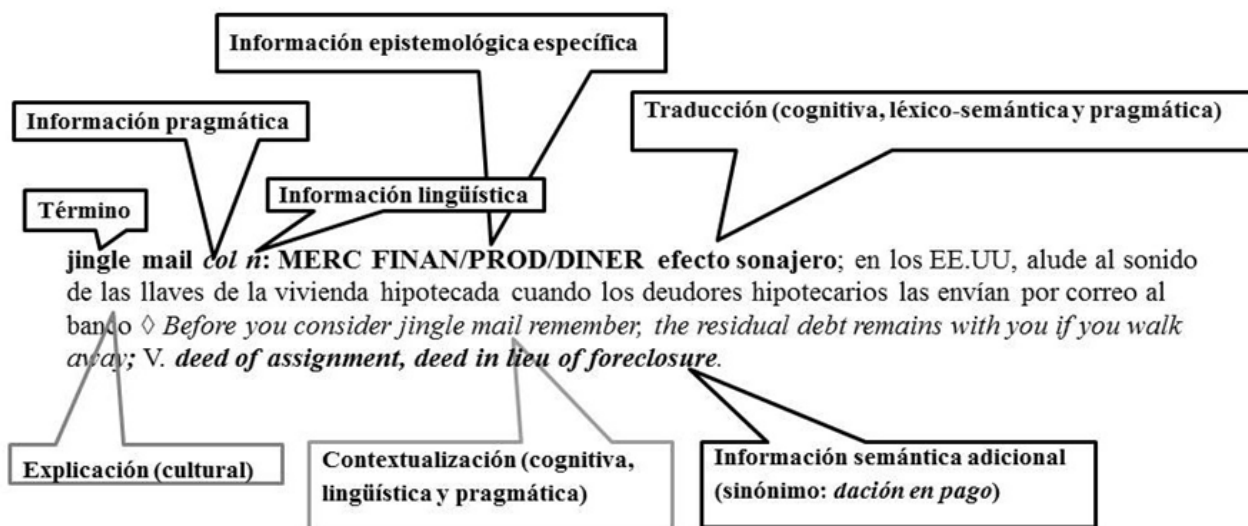 Información epistemológica específica
Información pragmática
Traducción (cognitiva, léxico-semántica y pragmática)
Información lingüística
Término
jingle mail col n: MERC FINAN/PROD/DINER efecto sonajero; en los EE.UU, alude al sonido
de las llaves de la vivienda hipotecada cuando los deudores hipotecarios las envían por correo al
banco ◊ Before you consider jingle mail remember, the residual debt remains with you if you walk
away; V. deed of assignment, deed in lieu of foreclosure.
Explicación (cultural)
Contextualización (cognitiva,
lingüística y pragmática)
Información semántica adicional
(sinónimo: dación en pago)